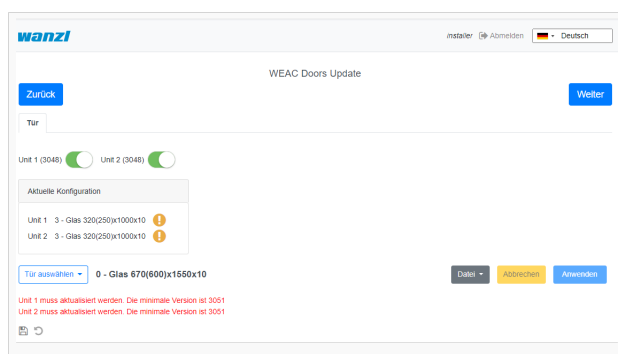 wanzl
installer Abmelden Deutsch
WEAC Doors Update
Zurück Weiter
Tür
Unit 1 (3048) Unit 2 (3048)
Aktuelle Konfiguration
Unit 1 3 - Glas 320(250)x1000x10
Unit 2 3 - Glas 320(250)x1000x10
Tür auswählen 0 - Glas 670(600)x1550x10 Datei Abbrechen Anwenden
Unit 1 muss aktualisiert werden. Die minimale Version ist 3051
Unit 2 muss aktualisiert werden. Die minimale Version ist 3051